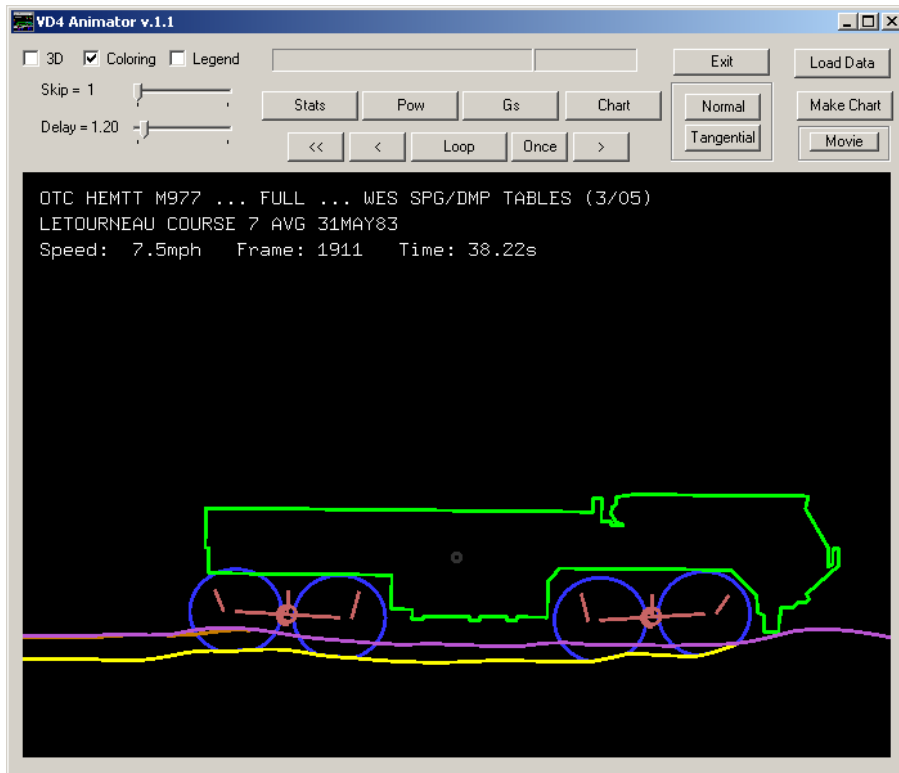 VD4 Animator v.1.1
3D Coloring Legend
Skip = 1
Delay = 1.20
Exit
Load Data
Stats Pow Gs Chart
Normal
Make Chart
<< < Loop Once >
Tangential
Movie
OTC HEMTT M977 ... FULL ... WES SPG/DMP TABLES (3/05)
LETOURNEAU COURSE 7 AVG 31MAY83
Speed: 7.5mph Frame: 1911 Time: 38.22s